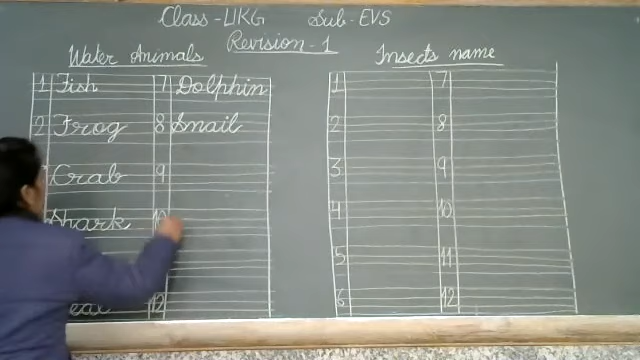 Class - UKG Sub - EVS
Revision - 1
Water Animals
1 Fish 7 Dolphin
2 Frog 8 Snail
Crab 9
Shark 10
12
Insects name
1 7
2 8
3 9
4 10
5 11
6 12